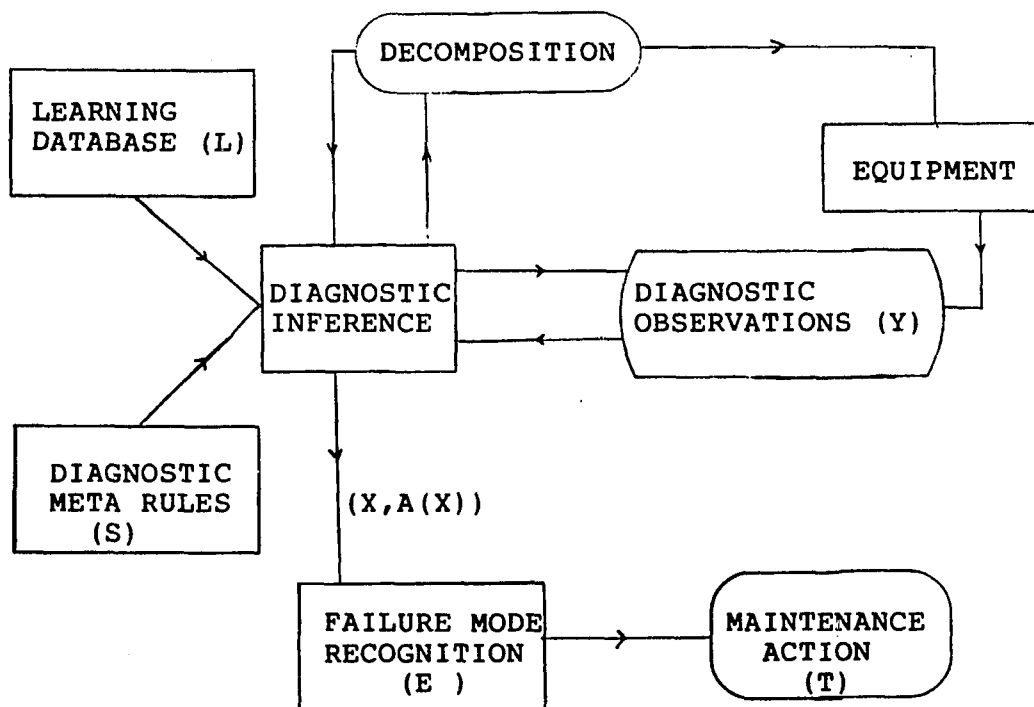 DECOMPOSITION
LEARNING
DATABASE (L)
EQUIPMENT
DIAGNOSTIC
INFERENCE
DIAGNOSTIC
OBSERVATIONS (Y)
DIAGNOSTIC
META RULES
(S)
(X,A(X))
FAILURE MODE
RECOGNITION
(E )
MAINTENANCE
ACTION
(T)